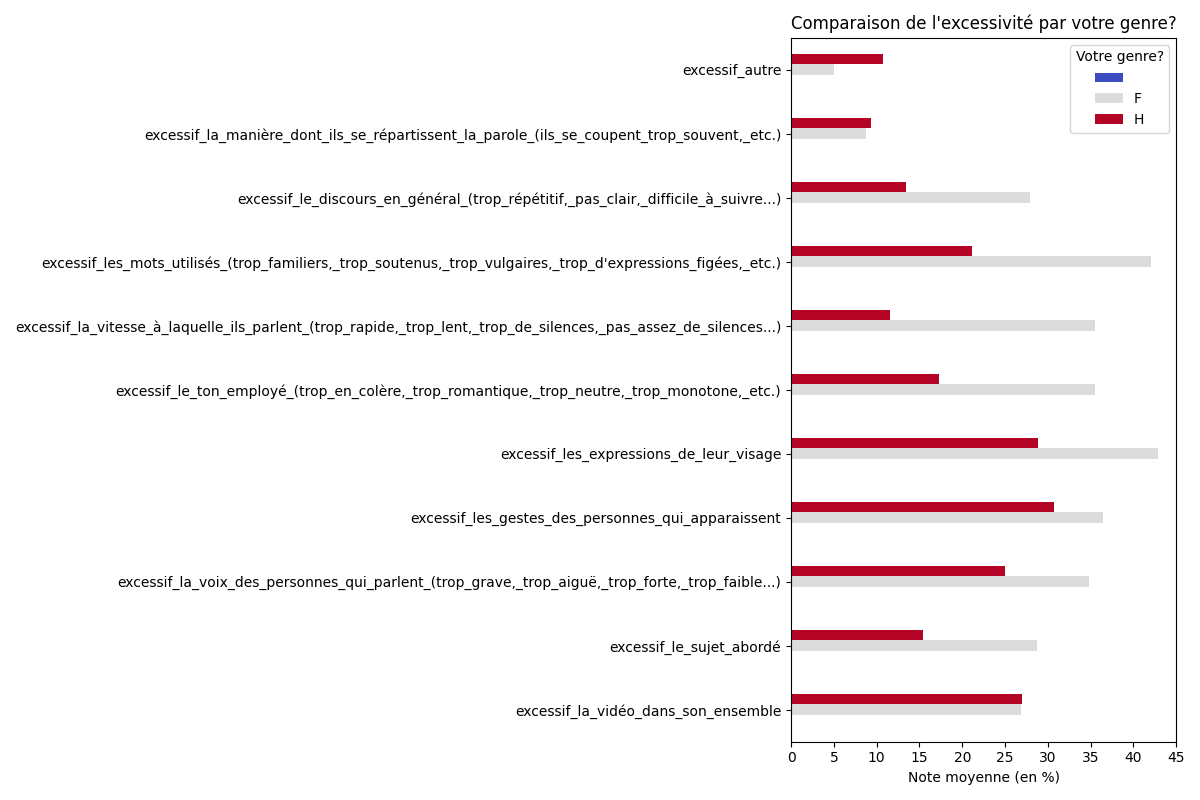 Comparaison de l'excessivité par votre genre?
Votre genre?
F
H
excessif_autre
excessif_la_manière_dont_ils_se_répartissent_la_parole_(ils_se_coupent_trop_souvent,_etc.)
excessif_le_discours_en_général_(trop_répétitif,_pas_clair,_difficile_à_suivre...)
excessif_les_mots_utilisés_(trop_familiers,_trop_soutenus,_trop_vulgaires,_trop_d'expressions_figées,_etc.)
excessif_la_vitesse_à_laquelle_ils_parlent_(trop_rapide,_trop_lent,_trop_de_silences,_pas_assez_de_silences...)
excessif_le_ton_employé_(trop_en_colère,_trop_romantique,_trop_neutre,_trop_monotone,_etc.)
excessif_les_expressions_de_leur_visage
excessif_les_gestes_des_personnes_qui_apparaissent
excessif_la_voix_des_personnes_qui_parlent_(trop_grave,_trop_aiguë,_trop_forte,_trop_faible...)
excessif_le_sujet_abordé
excessif_la_vidéo_dans_son_ensemble
0 5 10 15 20 25 30 35 40 45
Note moyenne (en %)